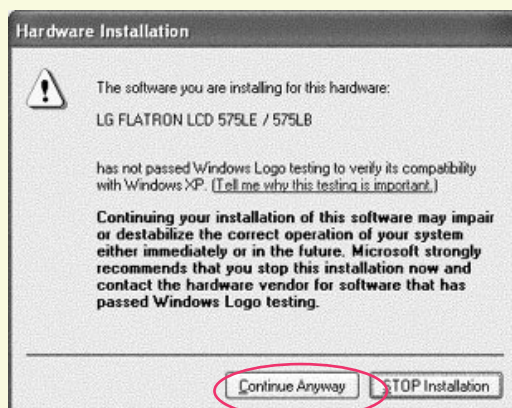 Hardware Installation
The software you are installing for this hardware:
LG FLATRON LCD 575LE / 575LB
has not passed Windows Logo testing to verify its compatibility
with Windows XP. (Tell me why this testing is important.)
Continuing your installation of this software may impair
or destabilize the correct operation of your system
either immediately or in the future. Microsoft strongly
recommends that you stop this installation now and
contact the hardware vendor for software that has
passed Windows Logo testing.
Continue Anyway STOP Installation